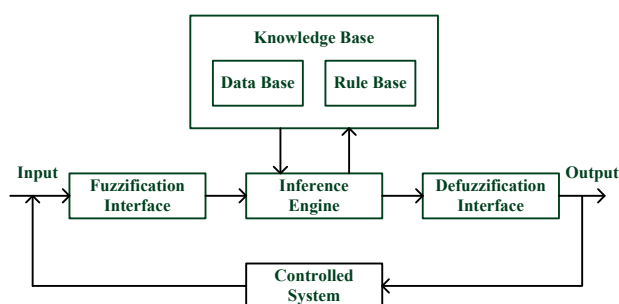 Knowledge Base
Data Base
Rule Base
Input
Output
Fuzzification
Interface
Inference
Engine
Defuzzification
Interface
Controlled
System